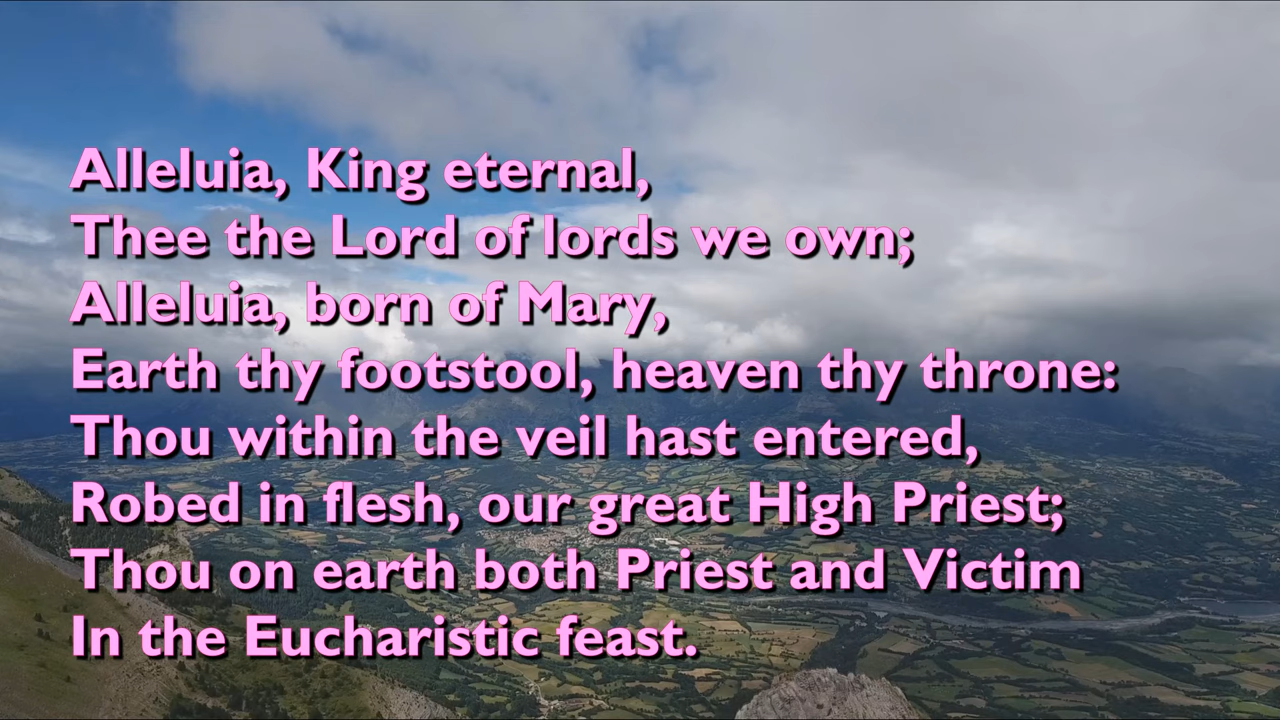 Alleluia, King eternal,
Thee the Lord of lords we own;
Alleluia, born of Mary,
Earth thy footstool, heaven thy throne:
Thou within the veil hast entered,
Robed in flesh, our great High Priest;
Thou on earth both Priest and Victim
In the Eucharistic feast.